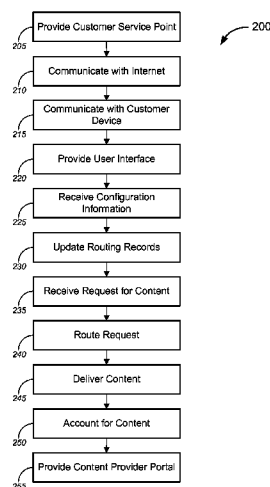 Provide Customer Service Point
200
205
Communicate with Internet
210
Communicate with Customer
Device
215
Provide User Interface
220
Receive Configuration
Information
225
Update Routing Records
230
Receive Request for Content
235
Route Request
240
Deliver Content
245
Account for Content
250
Provide Content Provider Portal
255